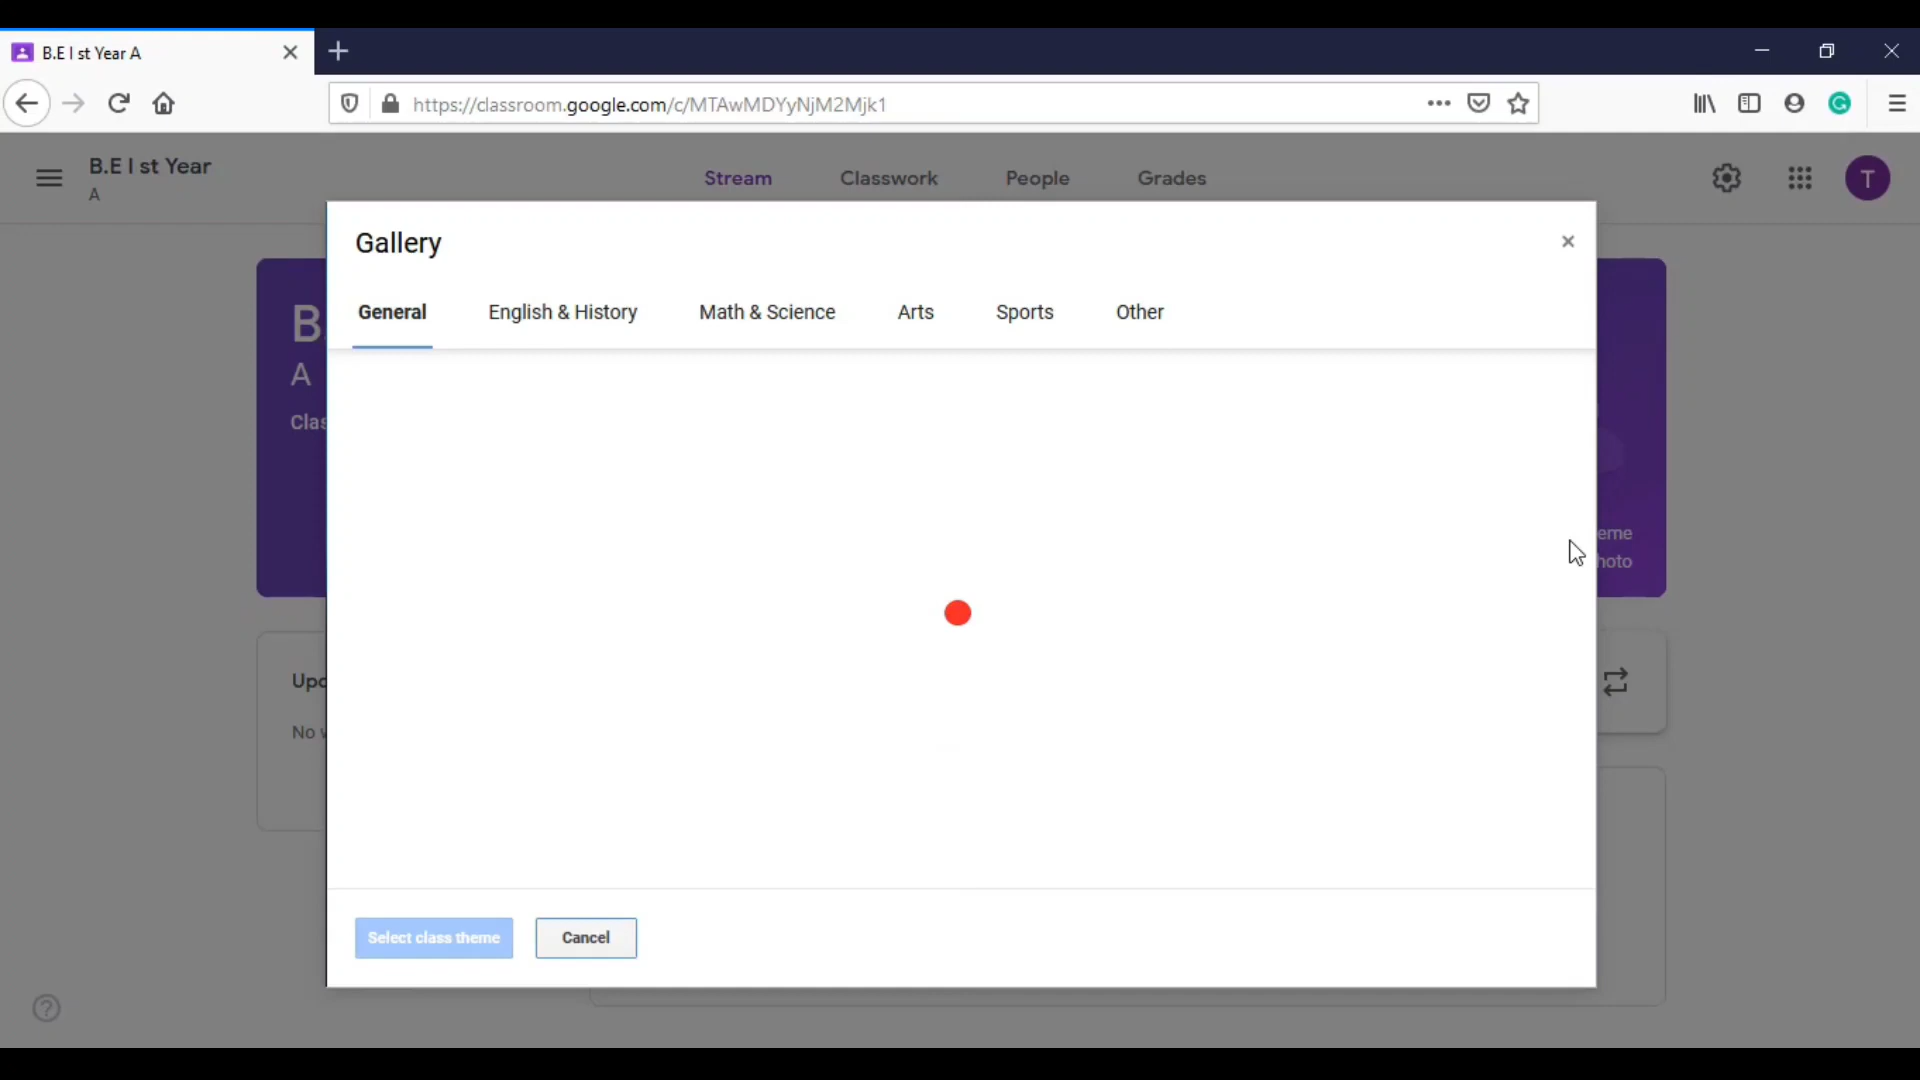 B.E I st Year A
https://classroom.google.com/c/MTAwMDYyNjM2Mjk1
B.E I st Year
A
Stream Classwork People Grades
T
Gallery
General English & History Math & Science Arts Sports Other
B.
A
Clas
eme
hoto
Upc
No w
Select class theme Cancel